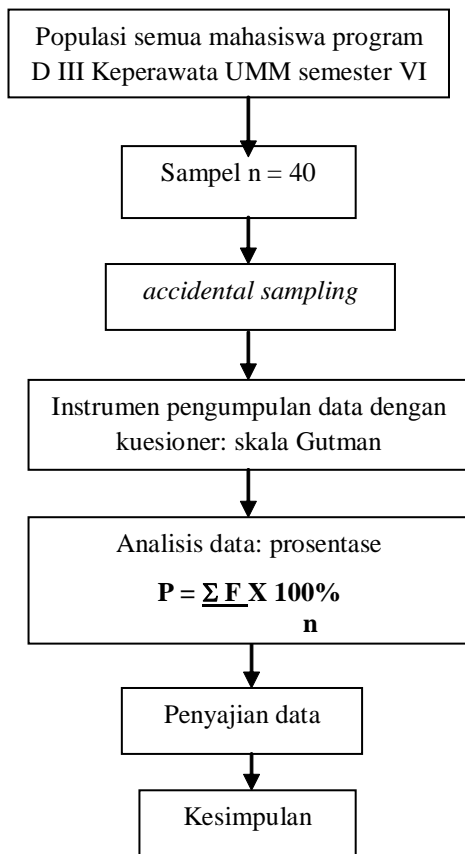 Populasi semua mahasiswa program
D III Keperawata UMM semester VI
Sampel n = 40
accidental sampling
Instrumen pengumpulan data dengan
kuesioner: skala Gutman
Analisis data: prosentase
P = Σ F X 100%
n
Penyajian data
Kesimpulan